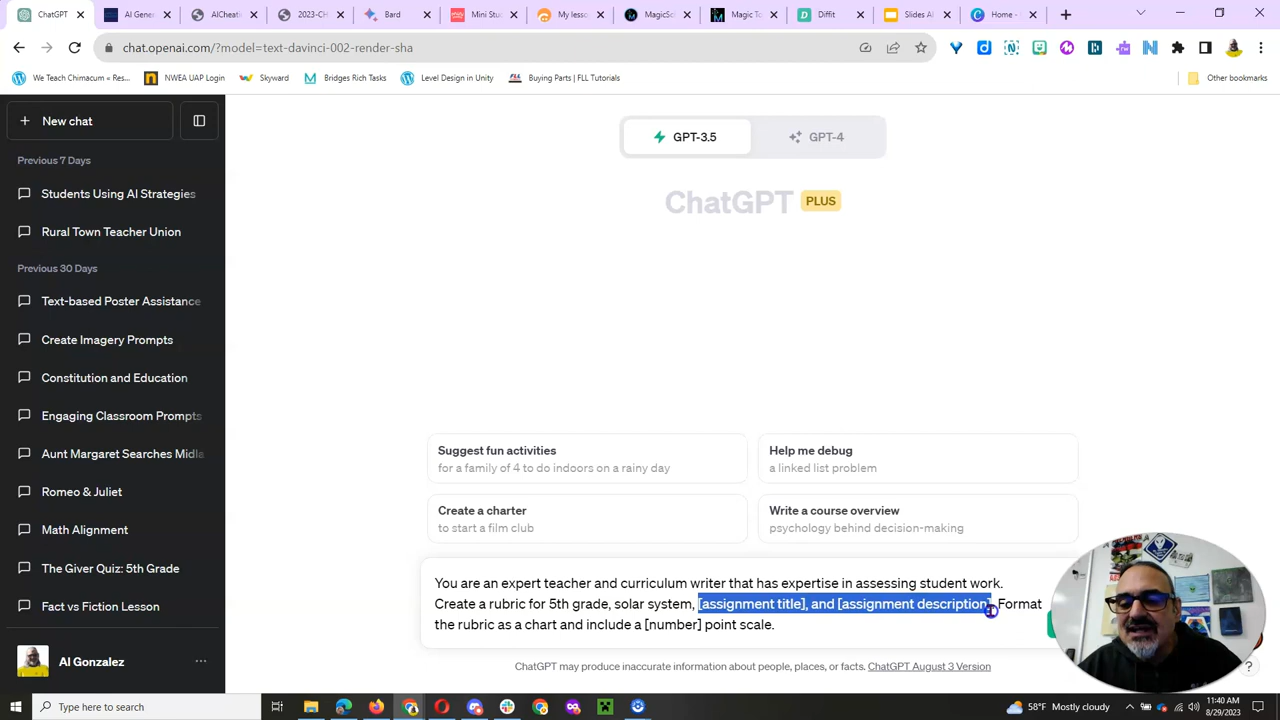 ChatGPT
AI Gene
AICheatl
2023-CH
Bard
Mini Stu
My lesso
MagicSc
Magic To
Diffit
Slides AI
Home -
chat.openai.com/?model=text-davinci-002-render-sha
We Teach Chimacum « Res...
NWEA UAP Login
Skyward
Bridges Rich Tasks
Level Design in Unity
Buying Parts | FLL Tutorials
Other bookmarks
New chat
Previous 7 Days
Students Using AI Strategies
Rural Town Teacher Union
Previous 30 Days
Text-based Poster Assistance
Create Imagery Prompts
Constitution and Education
Engaging Classroom Prompts
Aunt Margaret Searches Midla
Romeo & Juliet
Math Alignment
The Giver Quiz: 5th Grade
Fact vs Fiction Lesson
Al Gonzalez
GPT-3.5
GPT-4
ChatGPT PLUS
Suggest fun activities
for a family of 4 to do indoors on a rainy day
Help me debug
a linked list problem
Create a charter
to start a film club
Write a course overview
psychology behind decision-making
You are an expert teacher and curriculum writer that has expertise in assessing student work.
Create a rubric for 5th grade, solar system, [assignment title], and [assignment description]. Format
the rubric as a chart and include a [number] point scale.
ChatGPT may produce inaccurate information about people, places, or facts. ChatGPT August 3 Version
?
Type here to search
58°F Mostly cloudy
11:40 AM
8/29/2023